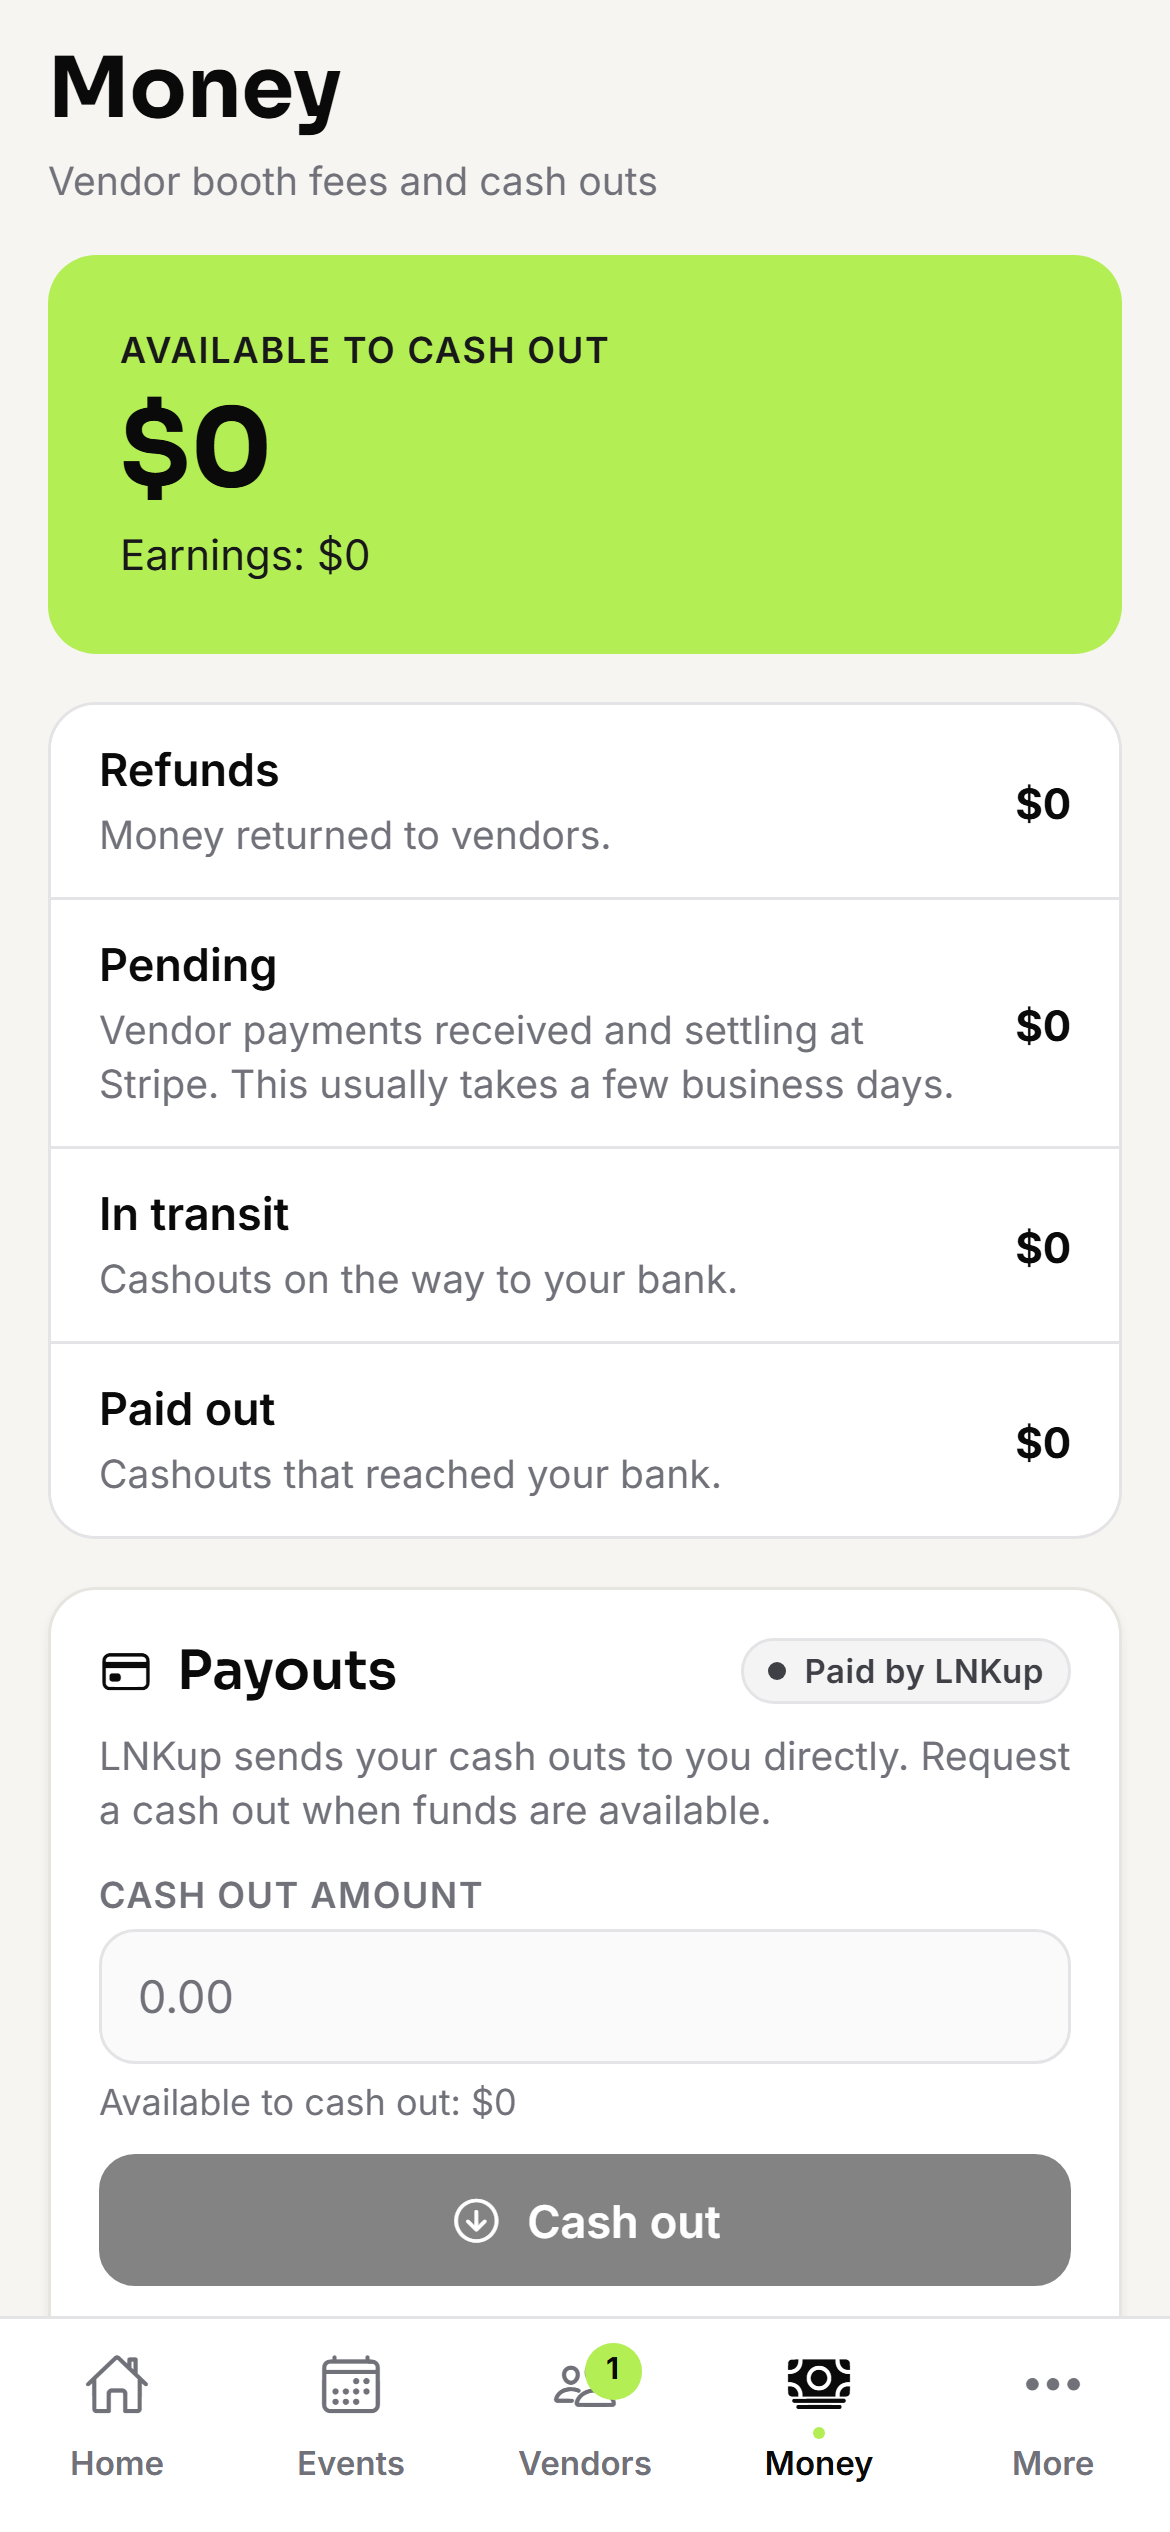 Money
Vendor booth fees and cash outs
AVAILABLE TO CASH OUT
$0
Earnings: $0
Refunds
Money returned to vendors.
$0
Pending
Vendor payments received and settling at
Stripe. This usually takes a few business days.
$0
In transit
Cashouts on the way to your bank.
$0
Paid out
Cashouts that reached your bank.
$0
Payouts
Paid by LNKup
LNKup sends your cash outs to you directly. Request
a cash out when funds are available.
CASH OUT AMOUNT
0.00
Available to cash out: $0
Cash out
1
Home
Events
Vendors
Money
More